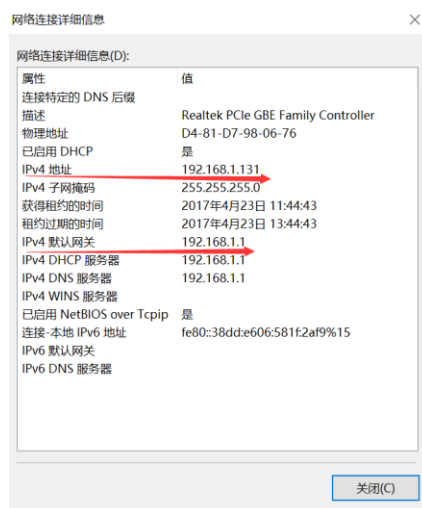 网络连接详细信息
网络连接详细信息(D):
属性 值
连接特定的 DNS 后缀
描述 Realtek PCIe GBE Family Controller
物理地址 D4-81-D7-98-06-76
已启用 DHCP 是
IPv4 地址 192.168.1.131
IPv4 子网掩码 255.255.255.0
获得租约的时间 2017年4月23日 11:44:43
租约过期的时间 2017年4月23日 13:44:43
IPv4 默认网关 192.168.1.1
IPv4 DHCP 服务器 192.168.1.1
IPv4 DNS 服务器 192.168.1.1
IPv4 WINS 服务器
已启用 NetBIOS over Tcpip 是
连接-本地 IPv6 地址 fe80::38dd:e606:581f:2af9%15
IPv6 默认网关
IPv6 DNS 服务器
关闭(C)